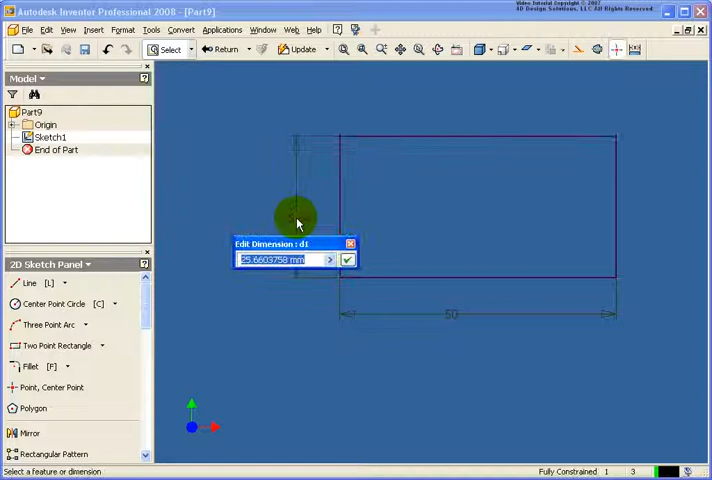 Video Tutorial Copyright © 2007
4D Design Solutions, LLC. All Rights Reserved
Autodesk Inventor Professional 2008 - [Part9]
File Edit View Insert Format Tools Convert Applications Window Web Help
Select Return Update
Model
Part9
Origin
Sketch1
End of Part
Edit Dimension : d1
25.6603758 mm
50
2D Sketch Panel
Line [L]
Center Point Circle [C]
Three Point Arc
Two Point Rectangle
Fillet [F]
Point, Center Point
Polygon
Mirror
Rectangular Pattern
Select a feature or dimension
Fully Constrained 1 3